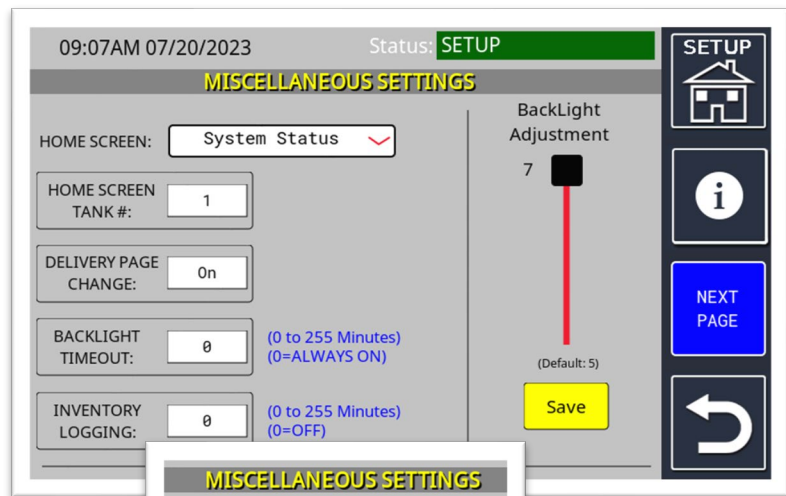 09:07AM 07/20/2023
Status: SETUP
MISCELLANEOUS SETTINGS
HOME SCREEN: System Status
HOME SCREEN
TANK #:
1
DELIVERY PAGE
CHANGE:
On
BACKLIGHT
TIMEOUT:
0
(0 to 255 Minutes)
(0=ALWAYS ON)
INVENTORY
LOGGING:
0
(0 to 255 Minutes)
(0=OFF)
BackLight
Adjustment
7
(Default: 5)
Save
SETUP
i
NEXT
PAGE
MISCELLANEOUS SETTINGS